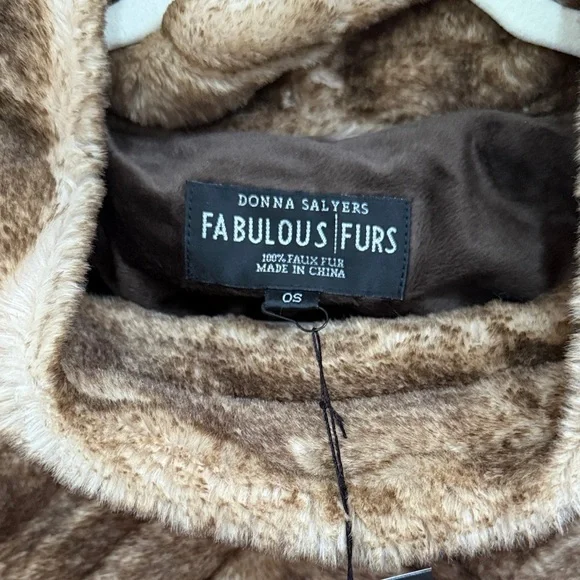 DONNA SALYERS
FABULOUS|FURS
100% FAUX FUR
MADE IN CHINA
OS